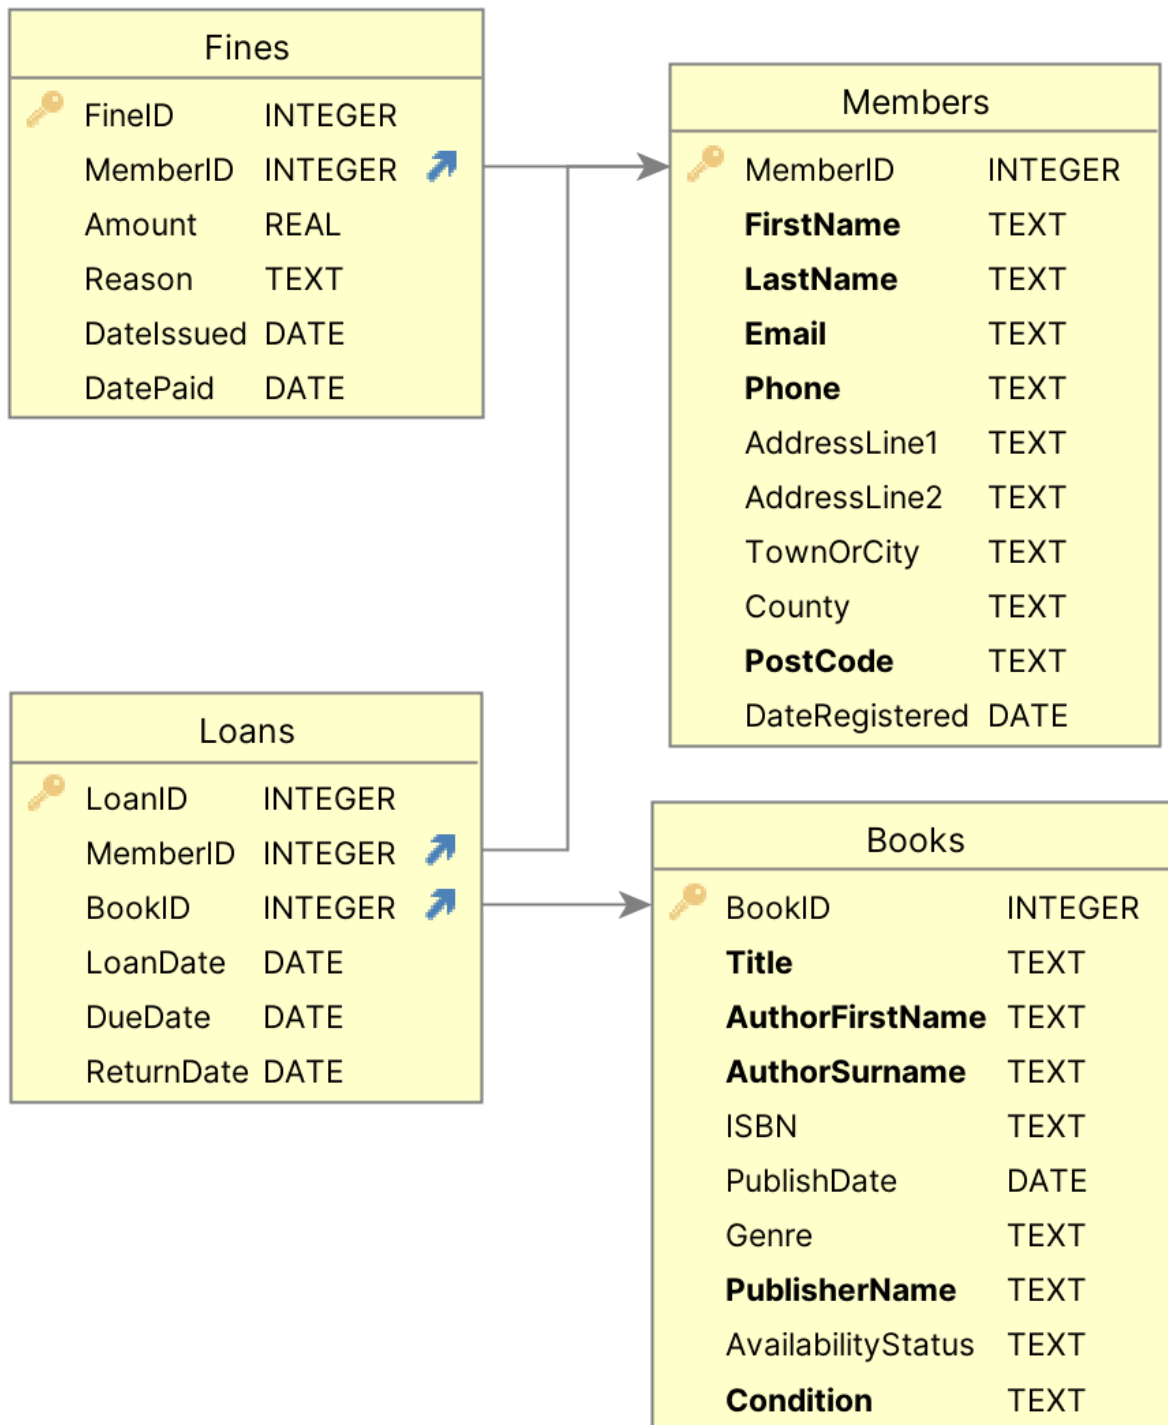 Fines
FineID INTEGER
MemberID INTEGER
Amount REAL
Reason TEXT
DateIssued DATE
DatePaid DATE
Members
MemberID INTEGER
FirstName TEXT
LastName TEXT
Email TEXT
Phone TEXT
AddressLine1 TEXT
AddressLine2 TEXT
TownOrCity TEXT
County TEXT
PostCode TEXT
DateRegistered DATE
Loans
LoanID INTEGER
MemberID INTEGER
BookID INTEGER
LoanDate DATE
DueDate DATE
ReturnDate DATE
Books
BookID INTEGER
Title TEXT
AuthorFirstName TEXT
AuthorSurname TEXT
ISBN TEXT
PublishDate DATE
Genre TEXT
PublisherName TEXT
AvailabilityStatus TEXT
Condition TEXT